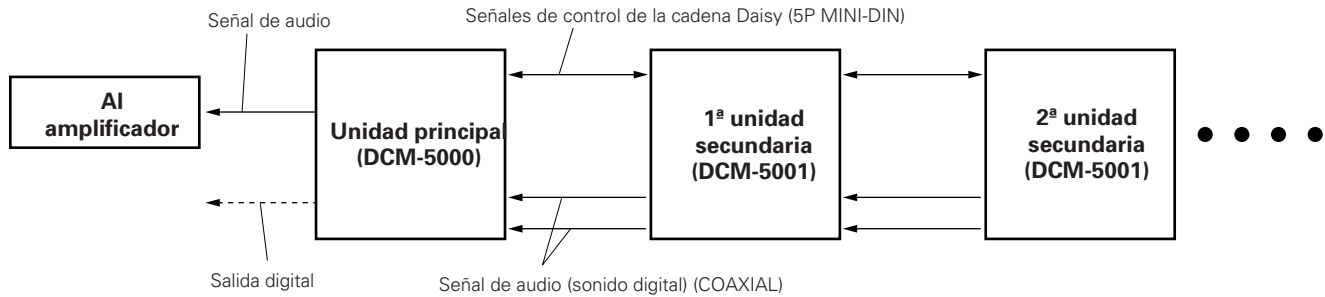 Señal de audio
Señales de control de la cadena Daisy (5P MINI-DIN)
Al
amplificador
Unidad principal
(DCM-5000)
1ª unidad
secundaria
(DCM-5001)
2ª unidad
secundaria
(DCM-5001)
Salida digital
Señal de audio (sonido digital) (COAXIAL)